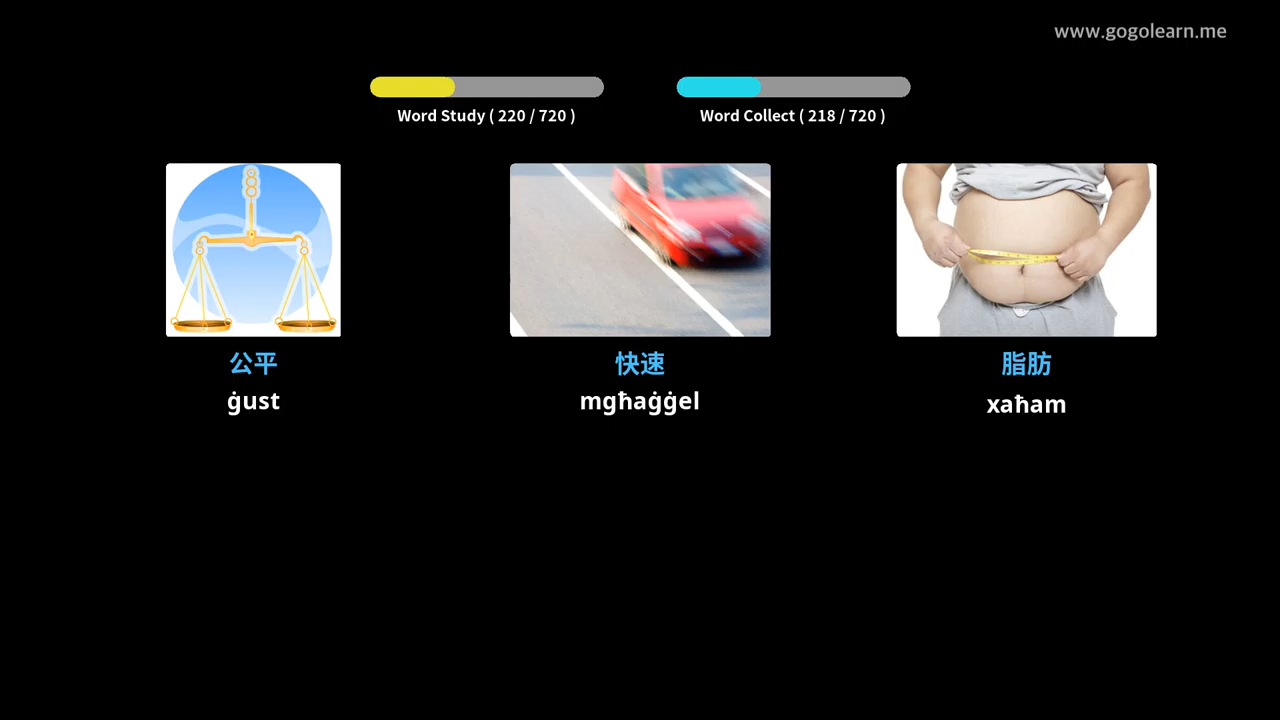 www.gogolearn.me
Word Study ( 220 / 720 )
Word Collect ( 218 / 720 )
公平
快速
脂肪
ġust
mgħaġġel
xaħam